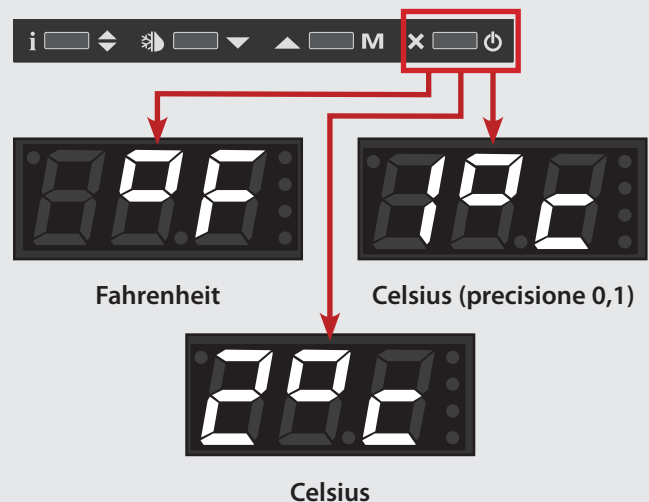 i M
°F
Fahrenheit
1°c
Celsius (precisione 0,1)
2°c
Celsius